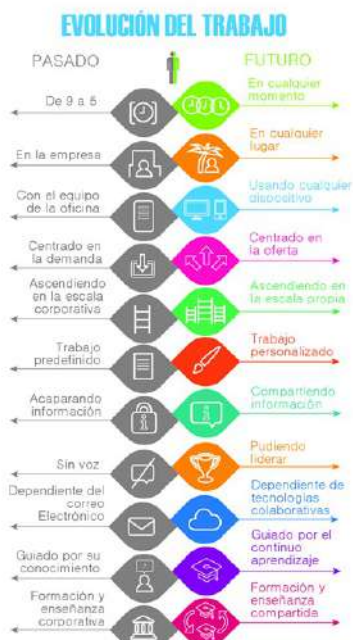 EVOLUCIÓN DEL TRABAJO
PASADO
FUTURO
De 9 a 5
En cualquier
momento
En la empresa
En cualquier
lugar
Con el equipo
de la oficina
Usando cualquier
dispositivo
Centrado en
la demanda
Centrado en
la oferta
Ascendiendo
en la escala
corporativa
Ascendiendo en
la escala propia
Trabajo
predefinido
Trabajo
personalizado
Acaparando
información
Compartiendo
información
Sin voz
Pudiendo
liderar
Dependiente del
correo
Electrónico
Dependiente de
tecnologías
colaborativas
Guiado por su
conocimiento
Guiado por el
continuo
aprendizaje
Formación y
enseñanza
corporativa
Formación y
enseñanza
compartida